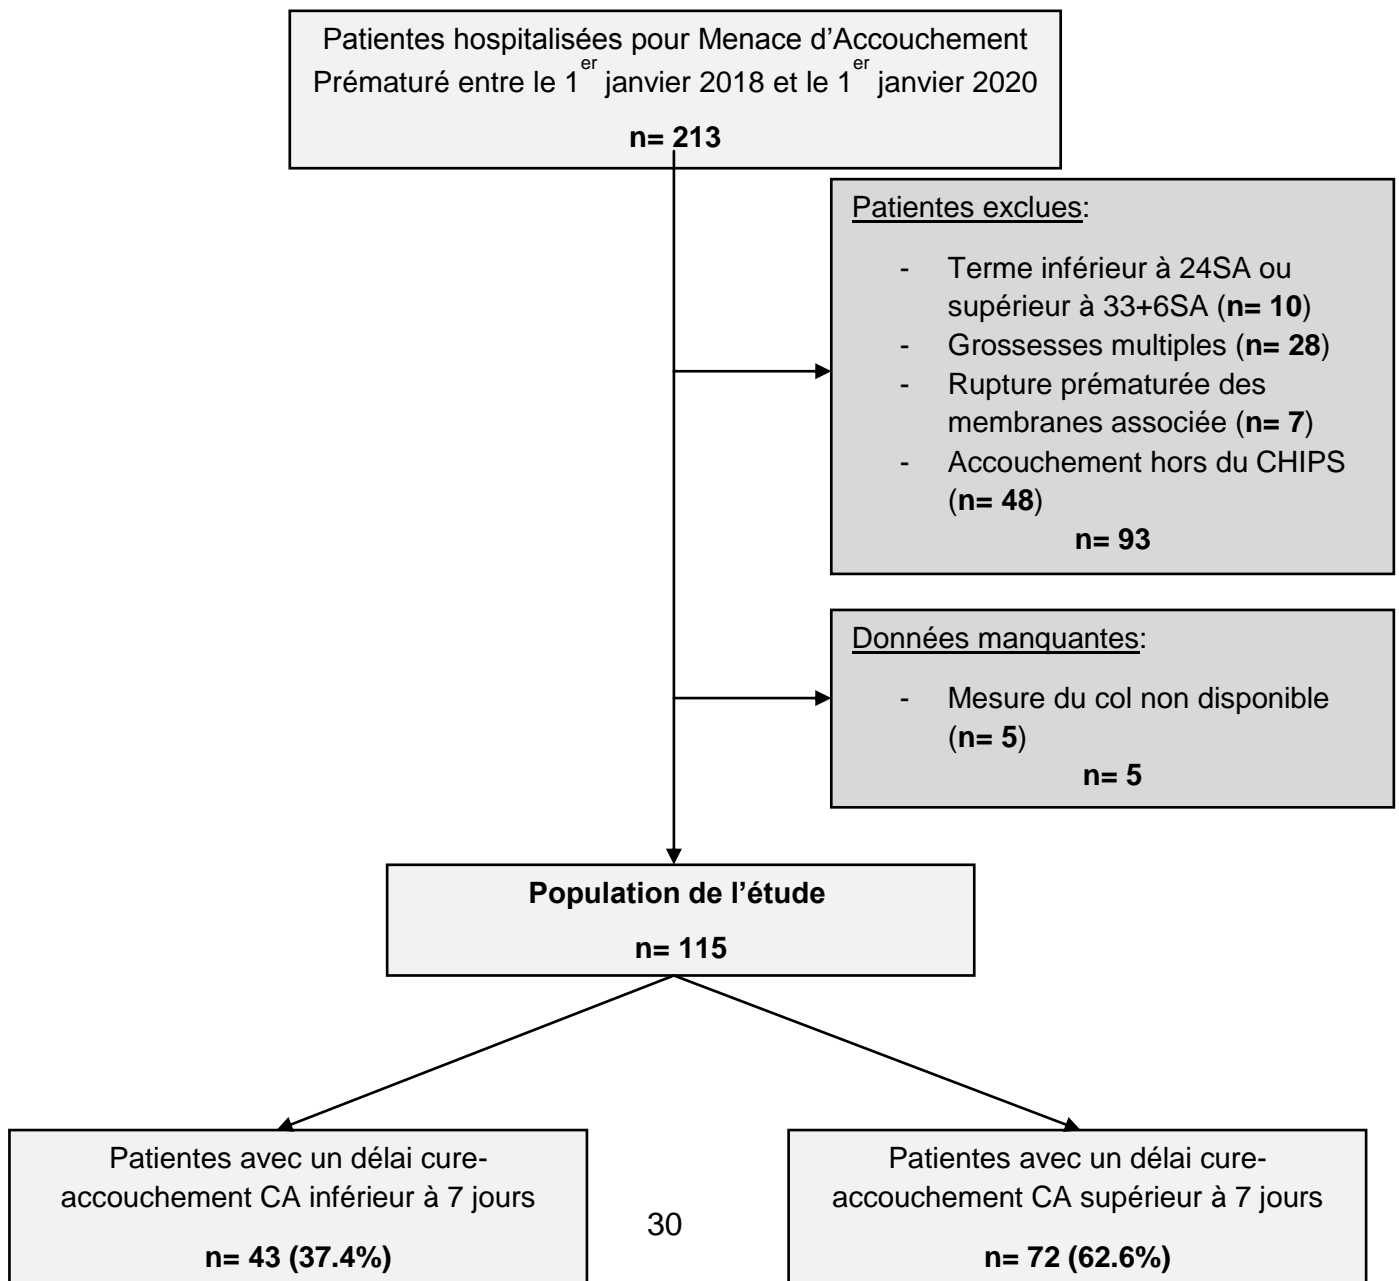 Patientes hospitalisées pour Menace d’Accouchement
Prématuré entre le 1er janvier 2018 et le 1er janvier 2020
n= 213
Patientes exclues:
- Terme inférieur à 24SA ou
supérieur à 33+6SA (n= 10)
- Grossesses multiples (n= 28)
- Rupture prématurée des
membranes associée (n= 7)
- Accouchement hors du CHIPS
(n= 48)
n= 93
Données manquantes:
- Mesure du col non disponible
(n= 5)
n= 5
Population de l’étude
n= 115
Patientes avec un délai cure-
accouchement CA inférieur à 7 jours
n= 43 (37.4%)
Patientes avec un délai cure-
accouchement CA supérieur à 7 jours
n= 72 (62.6%)
30